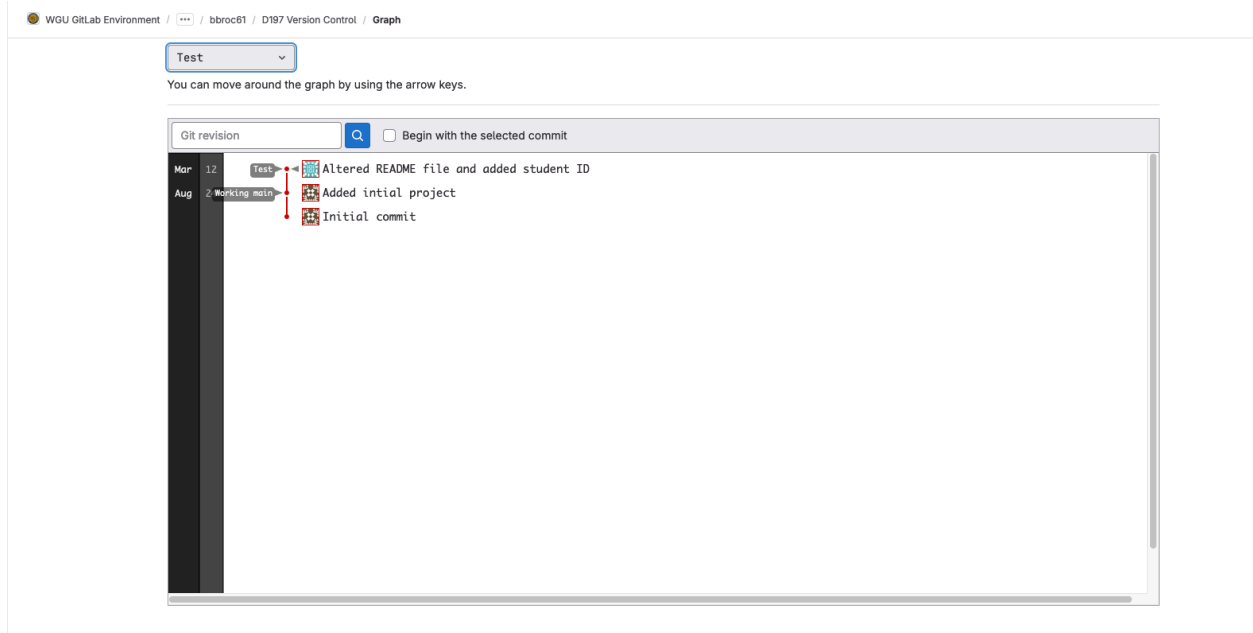 WGU GitLab Environment / ••• / bbroc61 / D197 Version Control / Graph
Test
You can move around the graph by using the arrow keys.
Git revision Begin with the selected commit
Mar 12 Test Altered README file and added student ID
Aug 2 Working main Added intial project
Initial commit